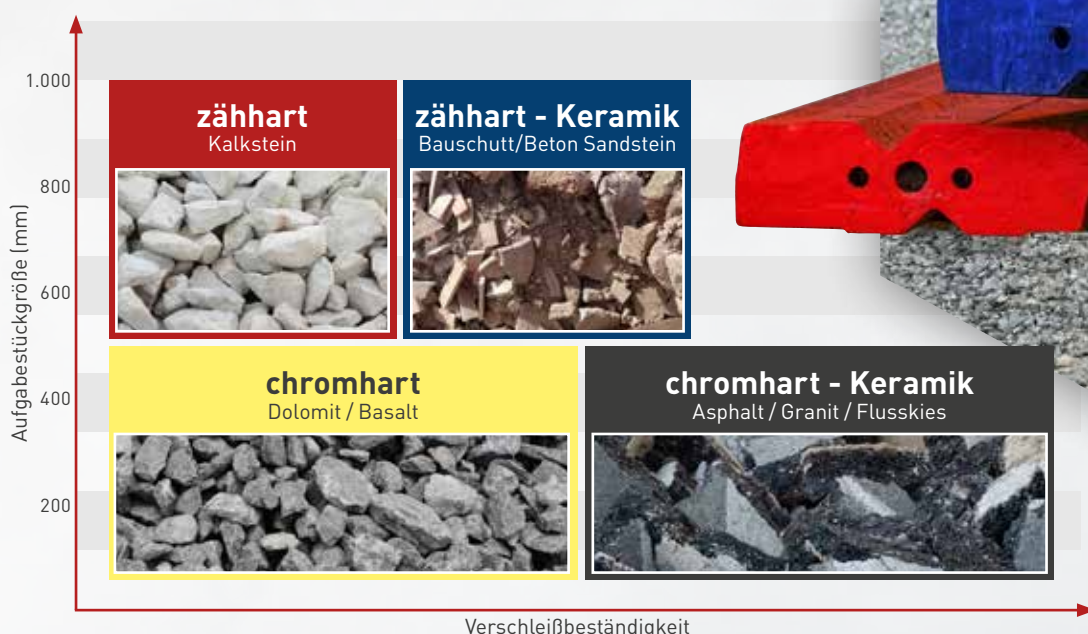 Aufgabestückgröße (mm)
1.000
800
600
400
200
zähhart
Kalkstein
zähhart - Keramik
Bauschutt/Beton Sandstein
chromhart
Dolomit / Basalt
chromhart - Keramik
Asphalt / Granit / Flusskies
Verschleißbeständigkeit